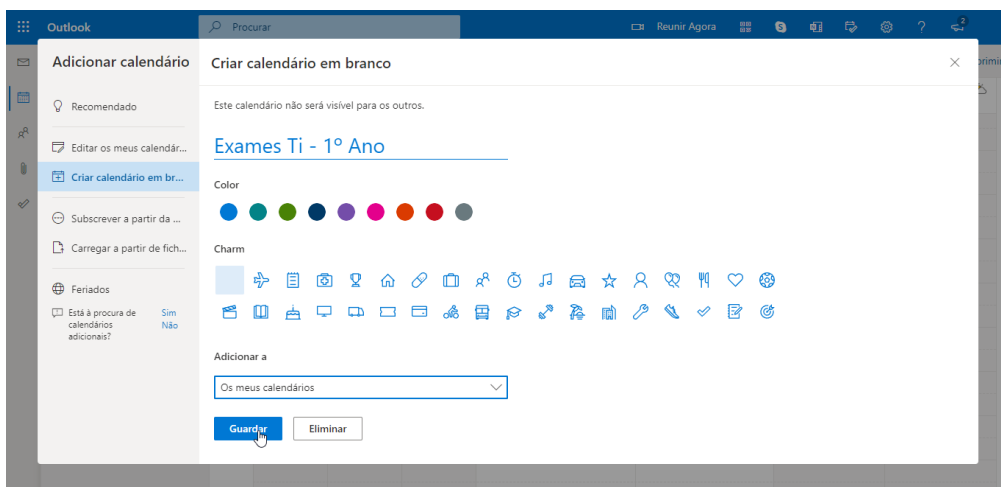 Outlook
Procurar
Reunir Agora
2
Adicionar calendário
Recomendado
Editar os meus calendár...
Criar calendário em br...
Subscrever a partir da ...
Carregar a partir de fich...
Feriados
Está à procura de calendários adicionais?
Sim
Não
Criar calendário em branco
Este calendário não será visível para os outros.
Exames Ti - 1º Ano
Color
Charm
Adicionar a
Os meus calendários
Guardar
Eliminar